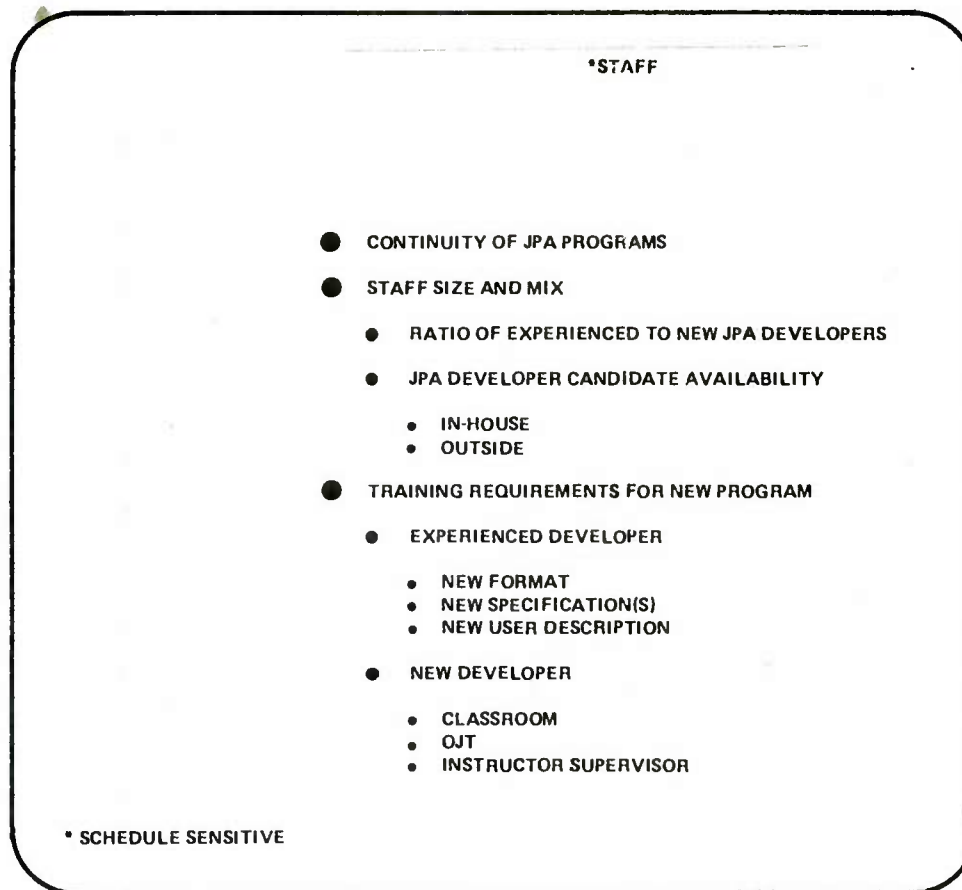 *STAFF
● CONTINUITY OF JPA PROGRAMS
● STAFF SIZE AND MIX
● RATIO OF EXPERIENCED TO NEW JPA DEVELOPERS
● JPA DEVELOPER CANDIDATE AVAILABILITY
● IN-HOUSE
● OUTSIDE
● TRAINING REQUIREMENTS FOR NEW PROGRAM
● EXPERIENCED DEVELOPER
● NEW FORMAT
● NEW SPECIFICATION(S)
● NEW USER DESCRIPTION
● NEW DEVELOPER
● CLASSROOM
● OJT
● INSTRUCTOR SUPERVISOR
* SCHEDULE SENSITIVE